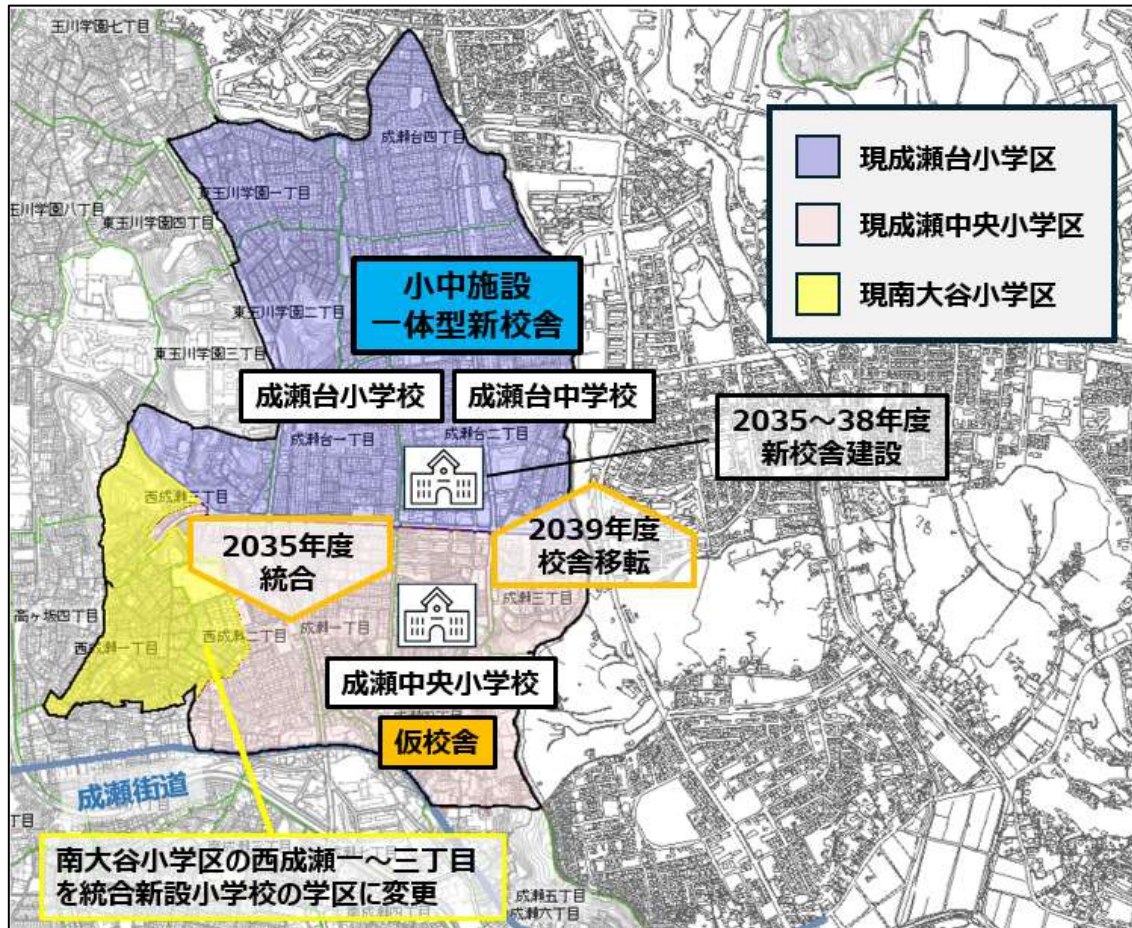 玉川学園七丁目
成瀬台四丁目
現成瀬台小学区
東玉川学園一丁目
玉川学園八丁目
東玉川学園四丁目
現成瀬中央小学区
小中施設
一体型新校舎
現南大谷小学区
東玉川学園二丁目
東玉川学園三丁目
成瀬台小学校
成瀬台中学校
2035～38年度
新校舎建設
成瀬台一丁目
成瀬台二丁目
西成瀬三丁目
2035年度
統合
2039年度
校舎移転
成瀬三丁目
高ヶ坂四丁目
西成瀬一丁目
西成瀬二丁目
成瀬一丁目
成瀬中央小学校
仮校舎
成瀬街道
丁目
南大谷小学区の西成瀬一～三丁目
を統合新設小学校の学区に変更
成瀬五丁目
成瀬六丁目